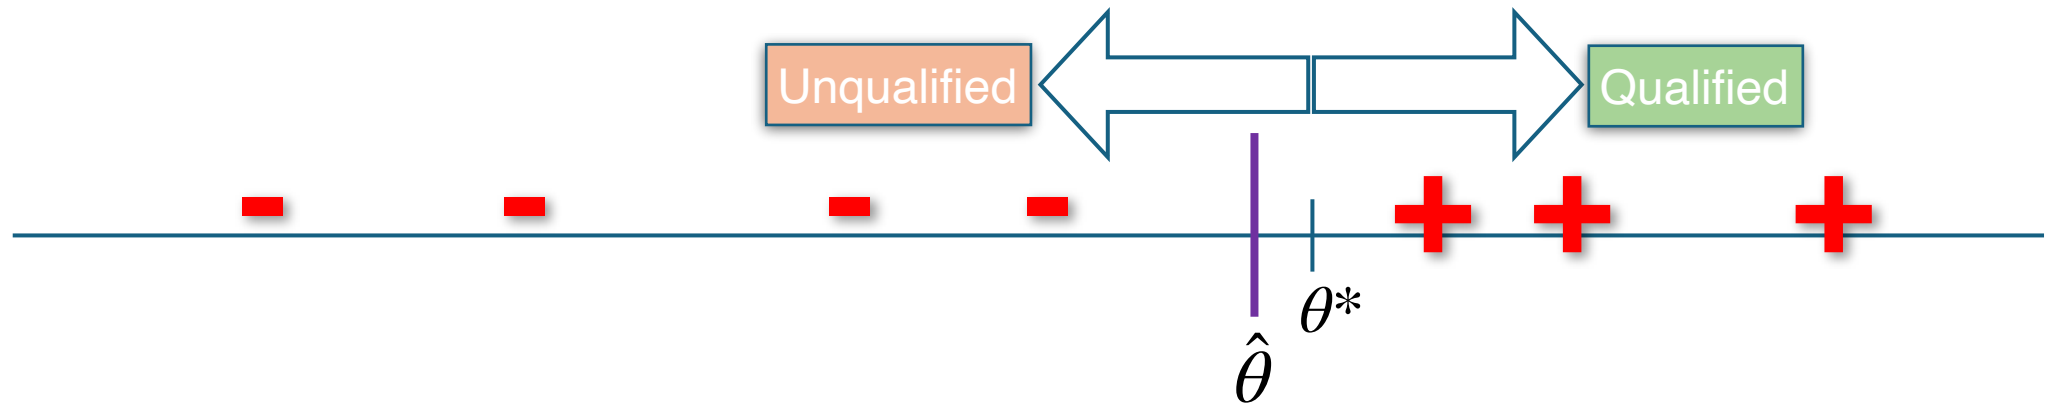 Unqualified Qualified
- - - - + + +
θ*
θ̂